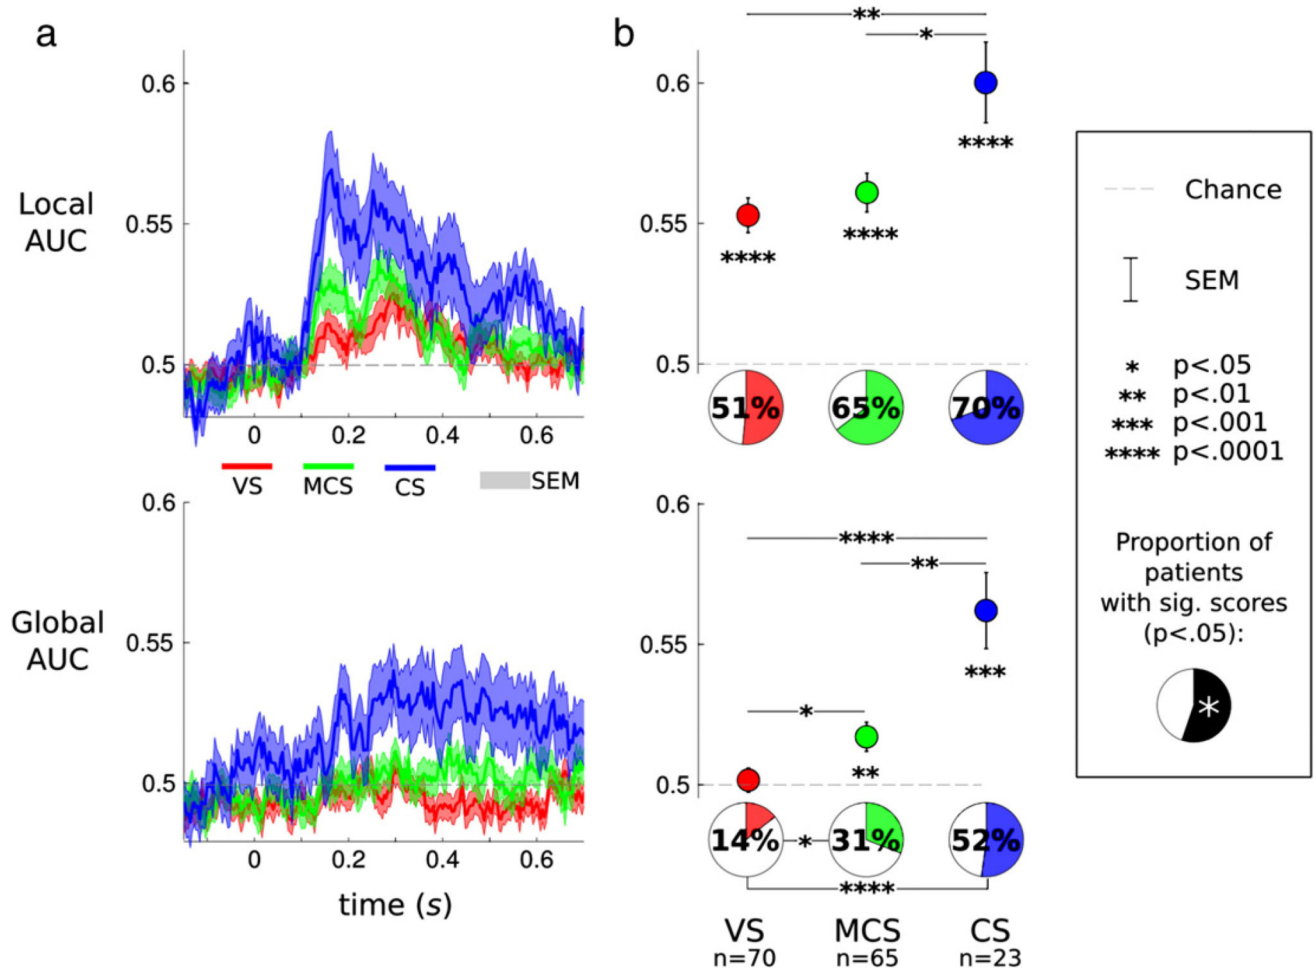 a
Local
AUC
0.6
0.55
0.5
0
0.2
0.4
0.6
VS
MCS
CS
SEM
Global
AUC
0.6
0.55
0.5
0
0.2
0.4
0.6
time (s)
b
**
*
0.6
****
0.55
****
****
0.5
51%
65%
70%
0.6
****
**
0.55
***
*
**
0.5
14%
*
31%
52%
****
VS
MCS
CS
n=70
n=65
n=23
Chance
SEM
* p<.05
** p<.01
*** p<.001
**** p<.0001
Proportion of
patients
with sig. scores
(p<.05):
*